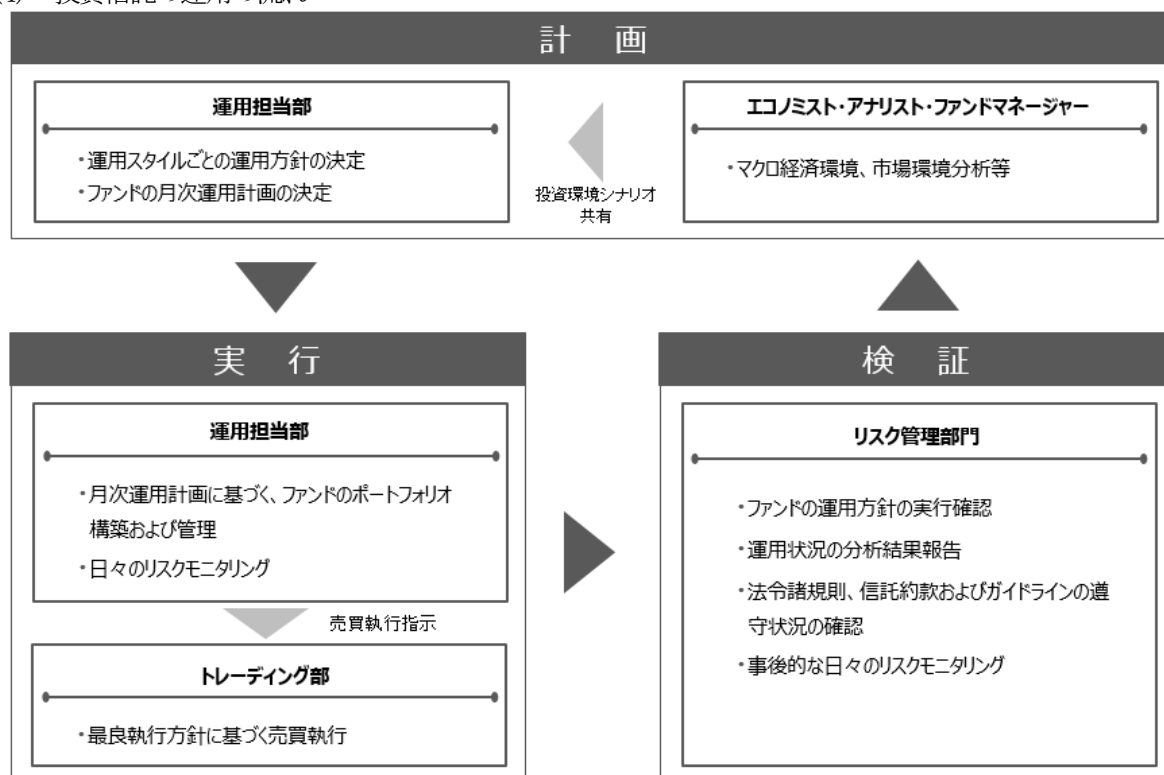 計 画
運用担当部
・運用スタイルごとの運用方針の決定
・ファンドの月次運用計画の決定
投資環境シナリオ
共有
エコノミスト・アナリスト・ファンドマネージャー
・マクロ経済環境、市場環境分析等
実 行
運用担当部
・月次運用計画に基づく、ファンドのポートフォリオ
構築および管理
・日々のリスクモニタリング
売買執行指示
トレーディング部
・最良執行方針に基づく売買執行
検 証
リスク管理部門
・ファンドの運用方針の実行確認
・運用状況の分析結果報告
・法令諸規則、信託約款およびガイドラインの遵
守状況の確認
・事後的な日々のリスクモニタリング